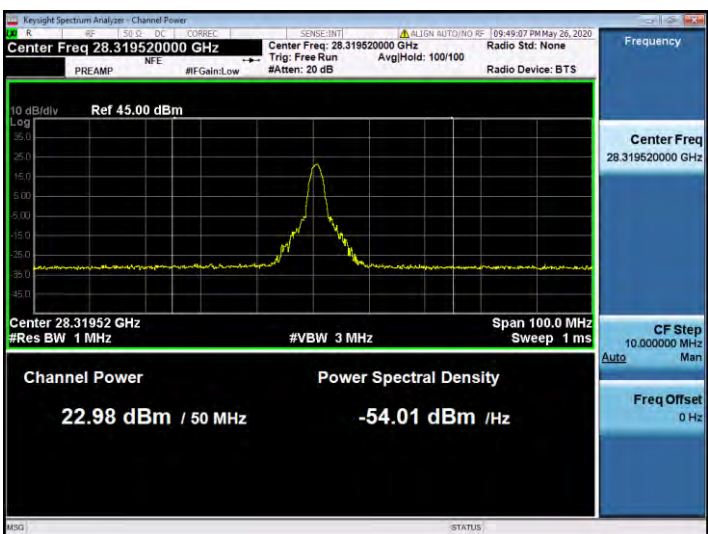 Keysight Spectrum Analyzer - Channel Power
R RF 50 Ω DC CORREC SENSE:INT ALIGN AUTO/NO RF 09:49:07 PM May 26, 2020
Center Freq 28.319520000 GHz
Center Freq: 28.319520000 GHz
Radio Std: None
NFE
Trig: Free Run
Avg|Hold: 100/100
PREAMP
#IFGain:Low
#Atten: 20 dB
Radio Device: BTS
10 dB/div
Ref 45.00 dBm
Log
35.0
25.0
15.0
5.00
-5.00
-15.0
-25.0
-35.0
-45.0
Center 28.31952 GHz
Span 100.0 MHz
#Res BW 1 MHz
#VBW 3 MHz
Sweep 1 ms
Channel Power
Power Spectral Density
22.98 dBm / 50 MHz
-54.01 dBm /Hz
MSG
STATUS
Frequency
Center Freq
28.319520000 GHz
CF Step
10.000000 MHz
Auto Man
Freq Offset
0 Hz